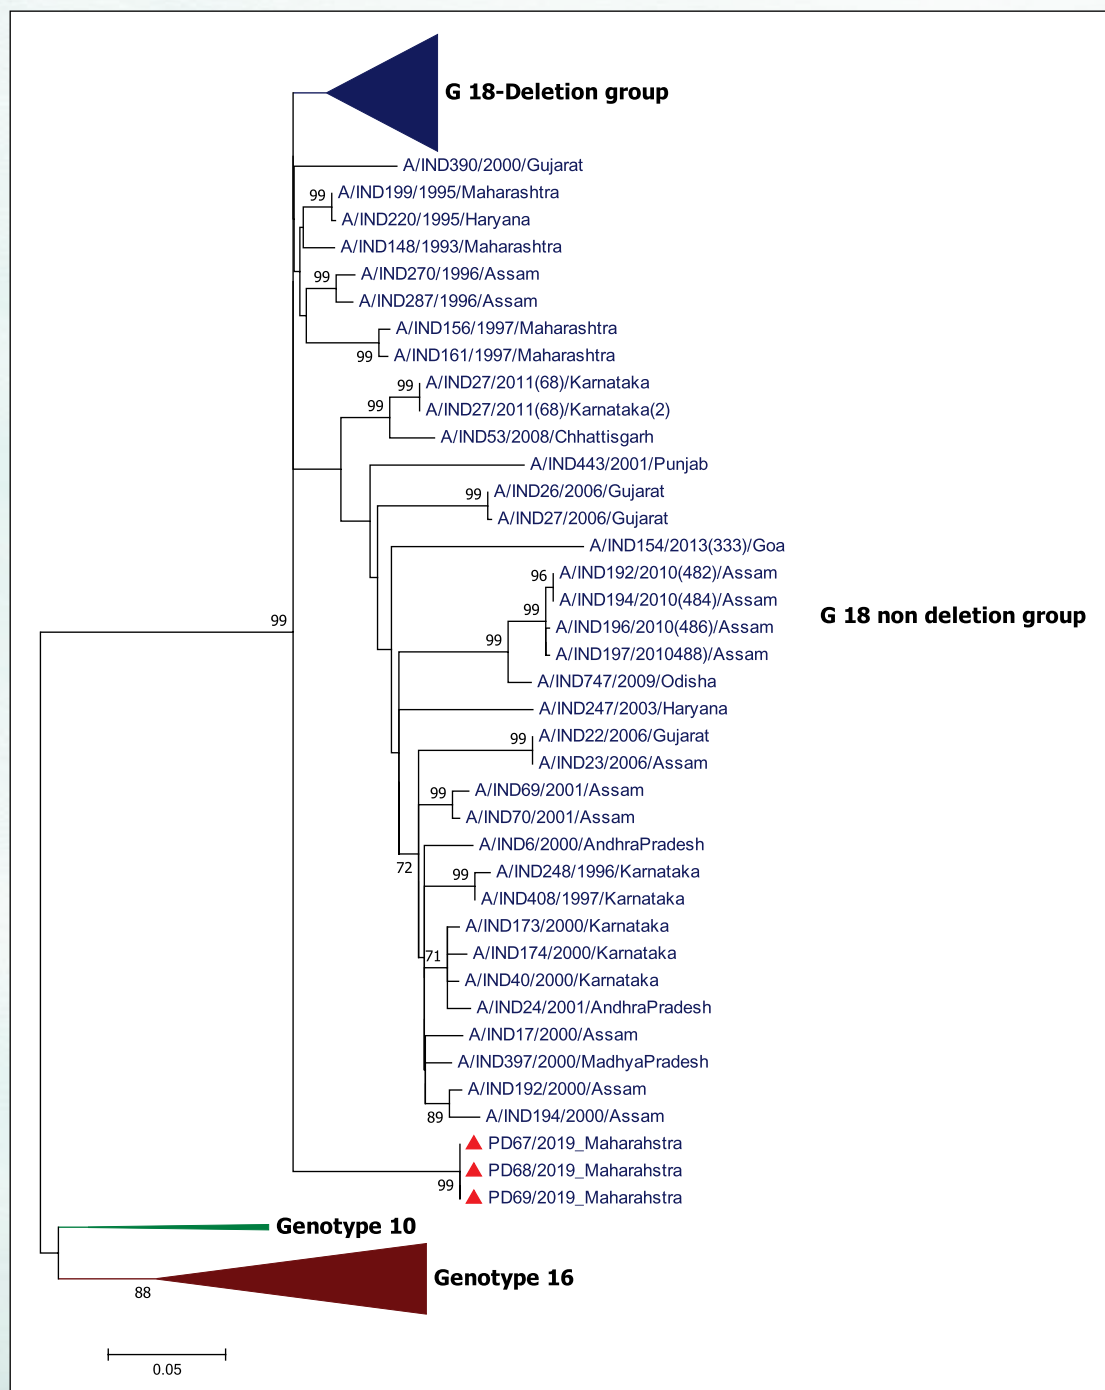 G 18-Deletion group
A/IND390/2000/Gujarat
99
A/IND199/1995/Maharashtra
A/IND220/1995/Haryana
A/IND148/1993/Maharashtra
99
A/IND270/1996/Assam
A/IND287/1996/Assam
A/IND156/1997/Maharashtra
99
A/IND161/1997/Maharashtra
99
A/IND27/2011(68)/Karnataka
99
A/IND27/2011(68)/Karnataka(2)
A/IND53/2008/Chhattisgarh
A/IND443/2001/Punjab
99
A/IND26/2006/Gujarat
A/IND27/2006/Gujarat
A/IND154/2013(333)/Goa
96
A/IND192/2010(482)/Assam
99
A/IND194/2010(484)/Assam
99
A/IND196/2010(486)/Assam
G 18 non deletion group
99
A/IND197/2010488)/Assam
A/IND747/2009/Odisha
A/IND247/2003/Haryana
99
A/IND22/2006/Gujarat
A/IND23/2006/Assam
99
A/IND69/2001/Assam
A/IND70/2001/Assam
A/IND6/2000/AndhraPradesh
72
99
A/IND248/1996/Karnataka
A/IND408/1997/Karnataka
A/IND173/2000/Karnataka
71
A/IND174/2000/Karnataka
A/IND40/2000/Karnataka
A/IND24/2001/AndhraPradesh
A/IND17/2000/Assam
A/IND397/2000/MadhyaPradesh
A/IND192/2000/Assam
89
A/IND194/2000/Assam
PD67/2019_Maharahstra
PD68/2019_Maharahstra
99
PD69/2019_Maharahstra
Genotype 10
Genotype 16
88
0.05